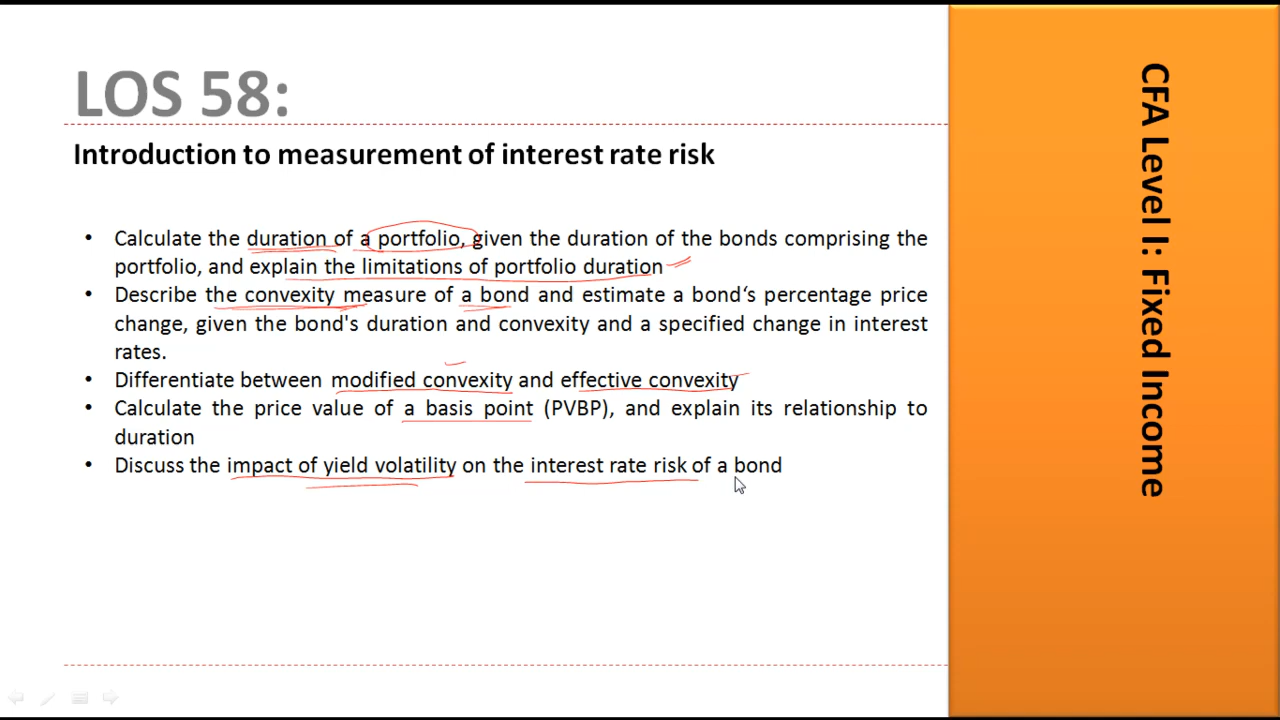 LOS 58:
Introduction to measurement of interest rate risk
• Calculate the duration of a portfolio, given the duration of the bonds comprising the
portfolio, and explain the limitations of portfolio duration
• Describe the convexity measure of a bond and estimate a bond‘s percentage price
change, given the bond's duration and convexity and a specified change in interest
rates.
• Differentiate between modified convexity and effective convexity
• Calculate the price value of a basis point (PVBP), and explain its relationship to
duration
• Discuss the impact of yield volatility on the interest rate risk of a bond
CFA Level I: Fixed Income